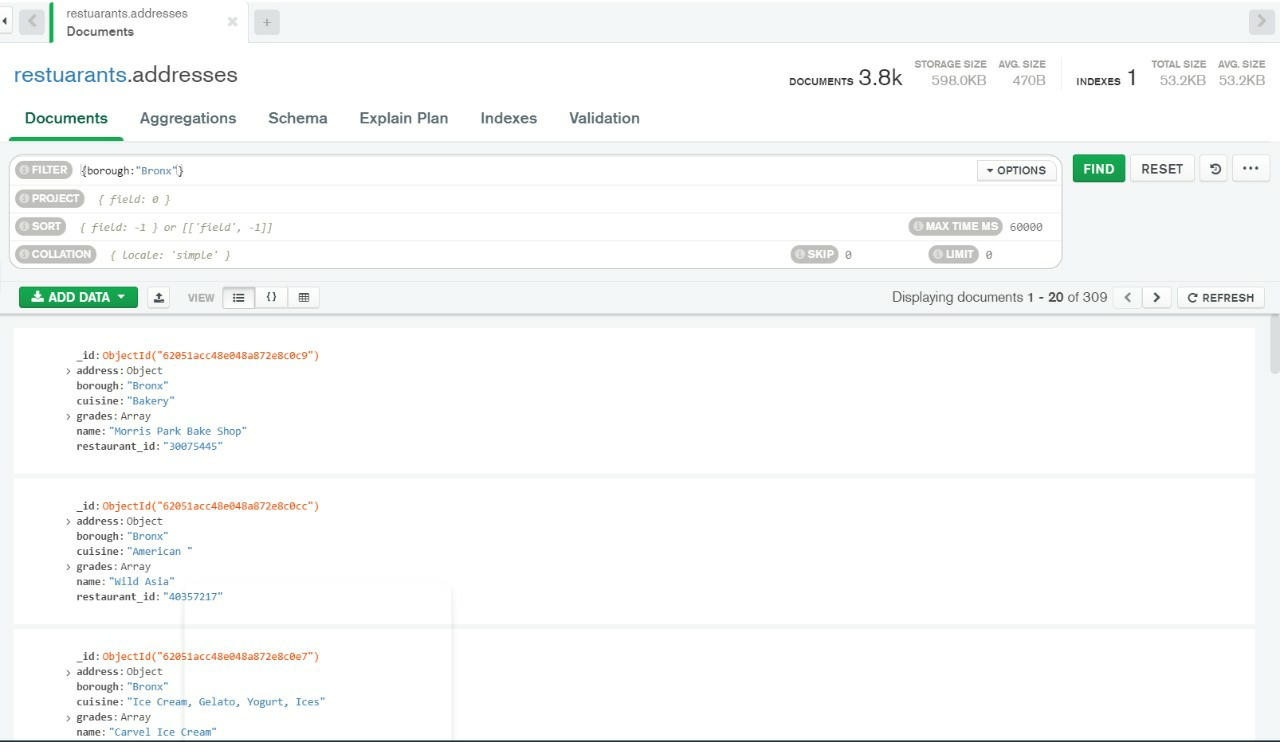 restuarants.addresses
Documents
restuarants.addresses
DOCUMENTS 3.8k STORAGE SIZE 598.0KB AVG. SIZE 470B INDEXES 1 TOTAL SIZE 53.2KB AVG. SIZE 53.2KB
Documents Aggregations Schema Explain Plan Indexes Validation
FILTER {borough:"Bronx"} OPTIONS FIND RESET
PROJECT { field: 0 }
SORT { field: -1 } or [['field', -1]] MAX TIME MS 60000
COLLATION { locale: 'simple' } SKIP 0 LIMIT 0
ADD DATA VIEW {} Displaying documents 1 - 20 of 309 REFRESH
_id: ObjectId("62051acc48e048a872e8c0c9")
address: Object
borough: "Bronx"
cuisine: "Bakery"
grades: Array
name: "Morris Park Bake Shop"
restaurant_id: "30075445"
_id: ObjectId("62051acc48e048a872e8c0cc")
address: Object
borough: "Bronx"
cuisine: "American "
grades: Array
name: "Wild Asia"
restaurant_id: "40357217"
_id: ObjectId("62051acc48e048a872e8c0e7")
address: Object
borough: "Bronx"
cuisine: "Ice Cream, Gelato, Yogurt, Ices"
grades: Array
name: "Carvel Ice Cream"